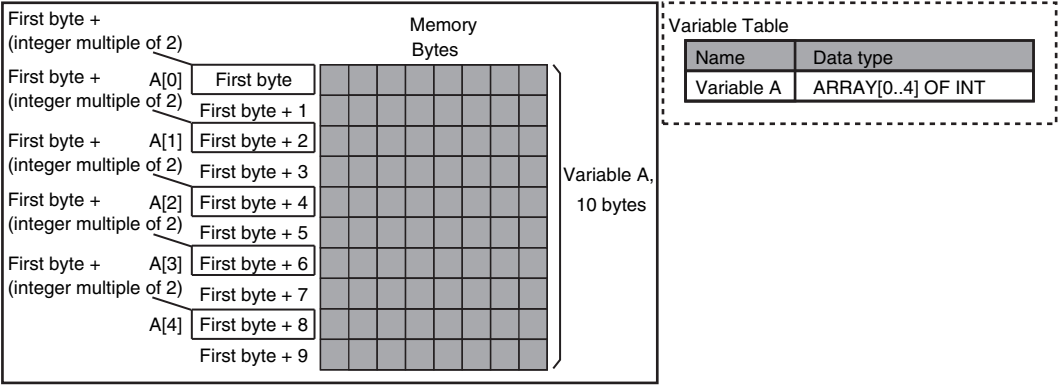 First byte +
(integer multiple of 2)
Memory
Bytes
First byte +
(integer multiple of 2)
A[0] First byte
First byte + 1
First byte +
(integer multiple of 2)
A[1] First byte + 2
First byte + 3
First byte +
(integer multiple of 2)
A[2] First byte + 4
First byte + 5
First byte +
(integer multiple of 2)
A[3] First byte + 6
First byte + 7
A[4] First byte + 8
First byte + 9
Variable A,
10 bytes
Variable Table
Name Data type
Variable A ARRAY[0..4] OF INT